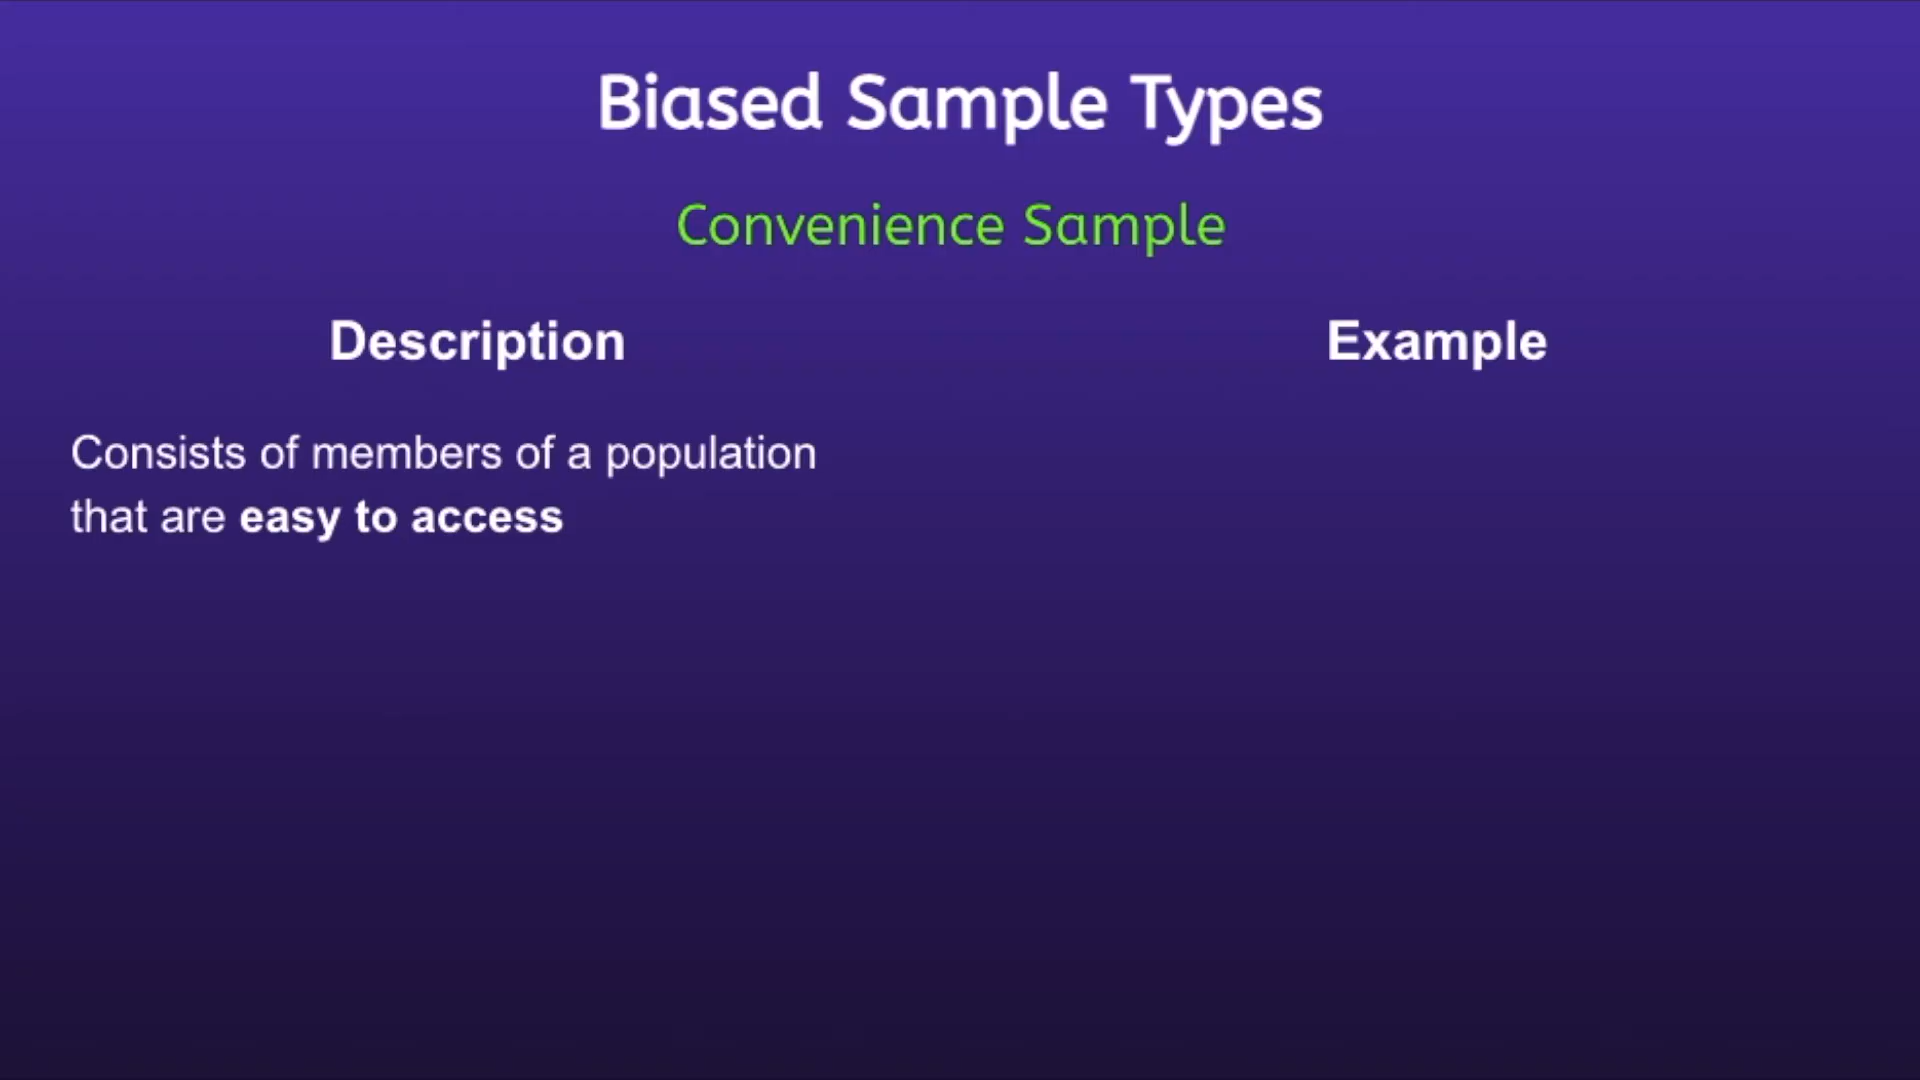 Biased Sample Types
Convenience Sample
Description
Example
Consists of members of a population
that are easy to access